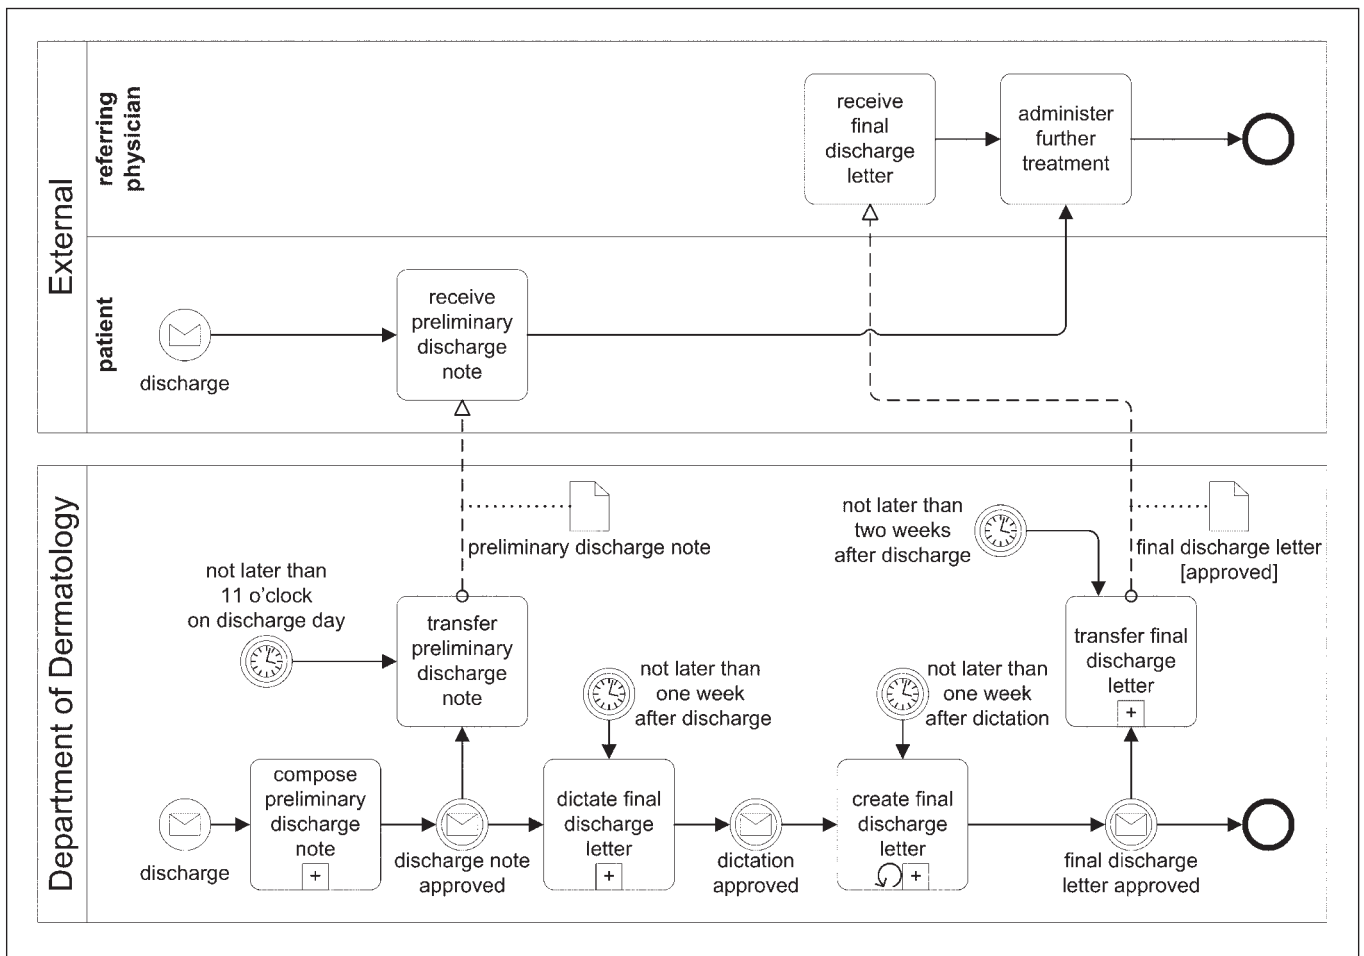 External
referring
physician
receive
final
discharge
letter
administer
further
treatment
patient
discharge
receive
preliminary
discharge
note
Department of Dermatology
preliminary discharge note
not later than
two weeks
after discharge
final discharge letter
[approved]
not later than
11 o'clock
on discharge day
transfer
preliminary
discharge
note
not later than
one week
after discharge
not later than
one week
after dictation
transfer final
discharge
letter
+
discharge
compose
preliminary
discharge
note
+
discharge note
approved
dictate final
discharge
letter
+
dictation
approved
create final
discharge
letter
+
final discharge
letter approved